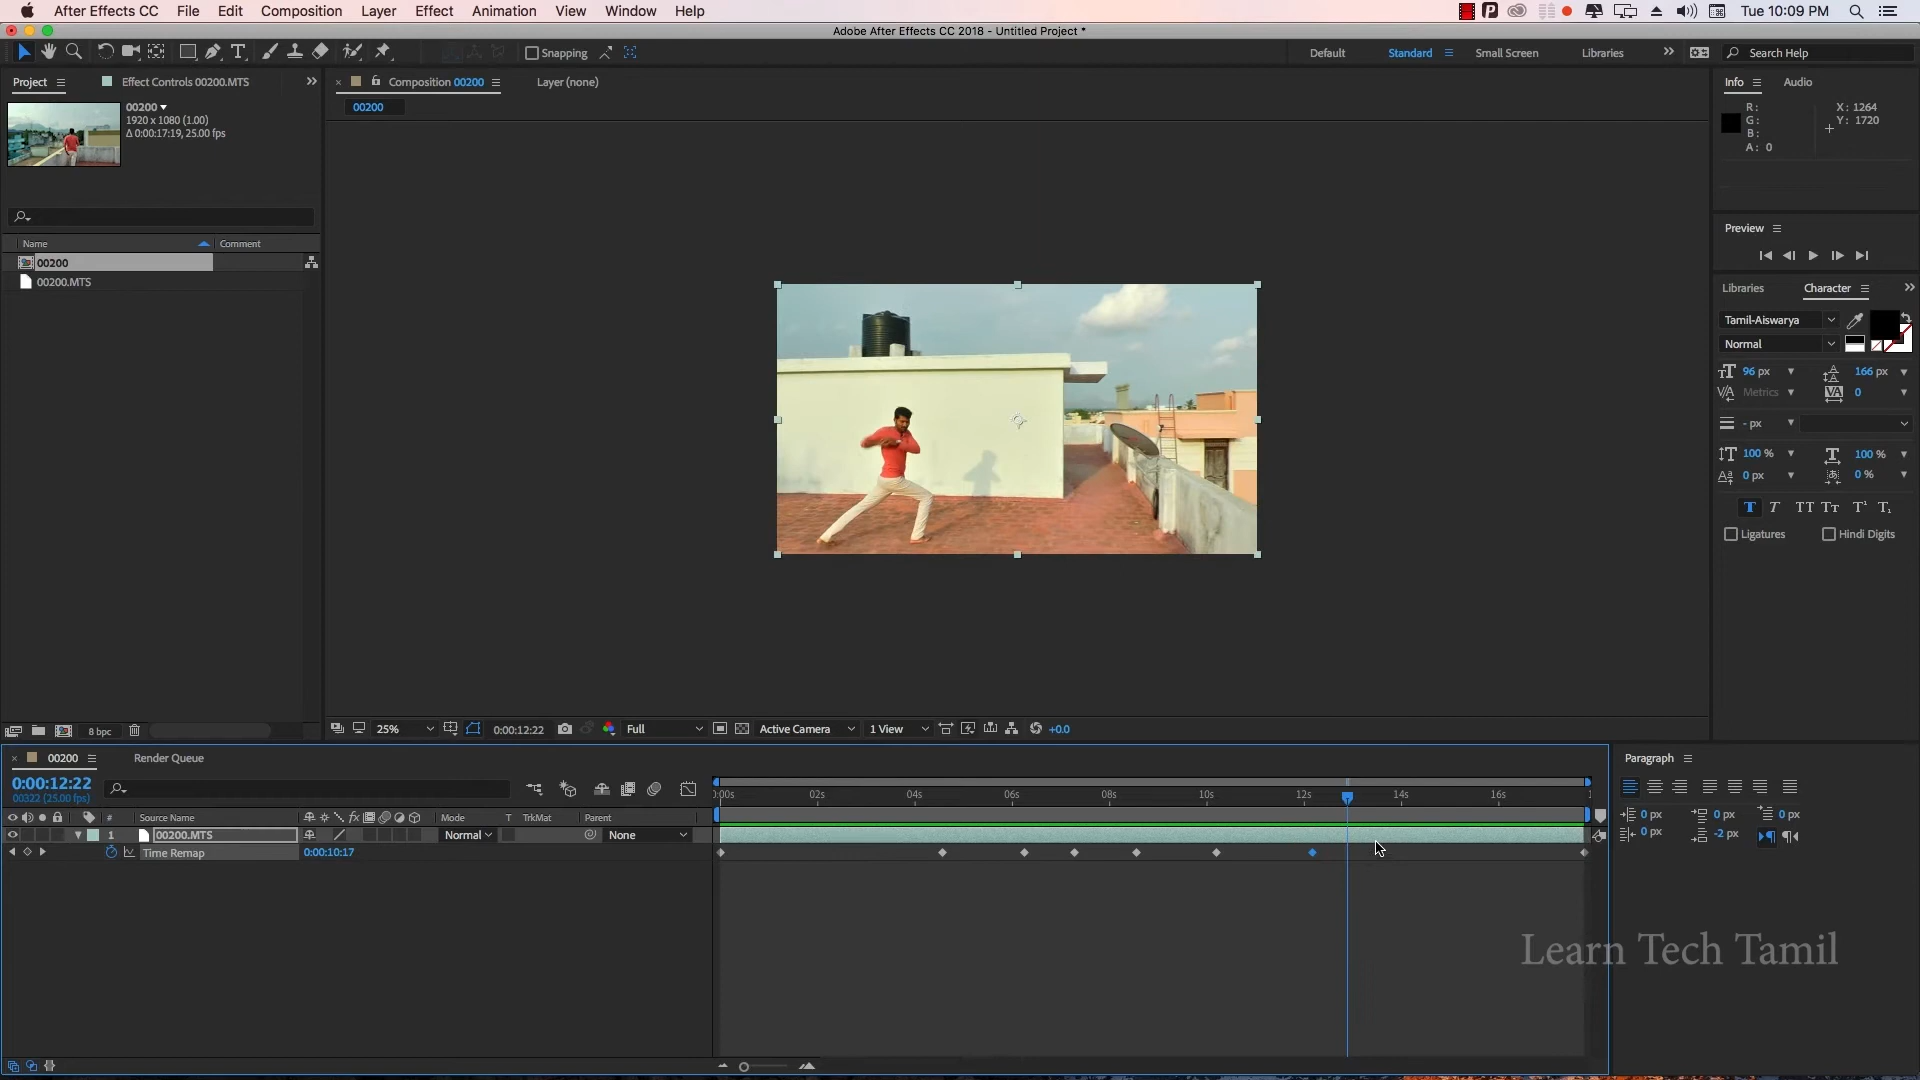 After Effects CC File Edit Composition Layer Effect Animation View Window Help Tue 10:09 PM
Adobe After Effects CC 2018 - Untitled Project *
Snapping Default Standard Small Screen Libraries Search Help
Project Effect Controls 00200.MTS Composition 00200 Layer (none) Info Audio
00200
1920 x 1080 (1.00)
Δ 0:00:17:19, 25.00 fps
00200
R: X: 1264
G: Y: 1720
B:
A: 0
Name Comment
00200
00200.MTS
Preview
Libraries Character
Tamil-Aiswarya
Normal
96 px 166 px
Metrics 0
- px
100 % 100 %
0 px 0 %
T T TT Tt T¹ T₁
Ligatures Hindi Digits
8 bpc 25% 0:00:12:22 Full Active Camera 1 View +0.0
00200 Render Queue
0:00:12:22
00322 (25.00 fps)
0:00s 02s 04s 06s 08s 10s 12s 14s 16s 1
# Source Name Mode T TrkMat Parent
1 00200.MTS Normal None
Time Remap 0:00:10:17
Paragraph
0 px 0 px 0 px
0 px -2 px
Learn Tech Tamil